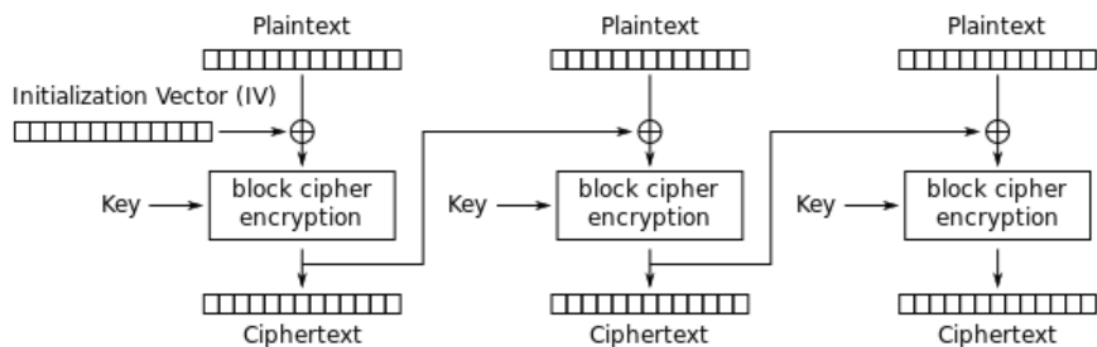 Plaintext
Plaintext
Plaintext
Initialization Vector (IV)
Key
block cipher
encryption
Key
block cipher
encryption
Key
block cipher
encryption
Ciphertext
Ciphertext
Ciphertext